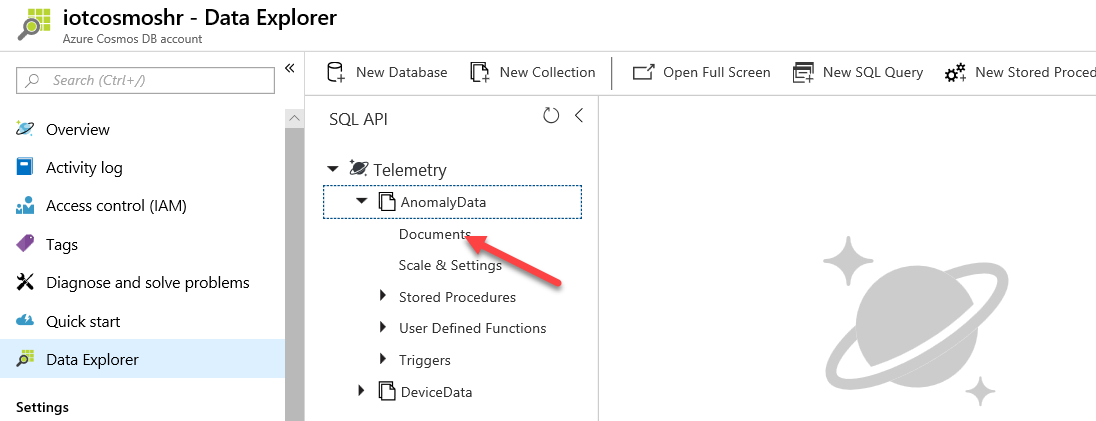 iotcosmoshr - Data Explorer
Azure Cosmos DB account
Search (Ctrl+/)
«
Overview
Activity log
Access control (IAM)
Tags
Diagnose and solve problems
Quick start
Data Explorer
Settings
New Database
New Collection
Open Full Screen
New SQL Query
New Stored Proced
SQL API
Telemetry
AnomalyData
Documents
Scale & Settings
Stored Procedures
User Defined Functions
Triggers
DeviceData